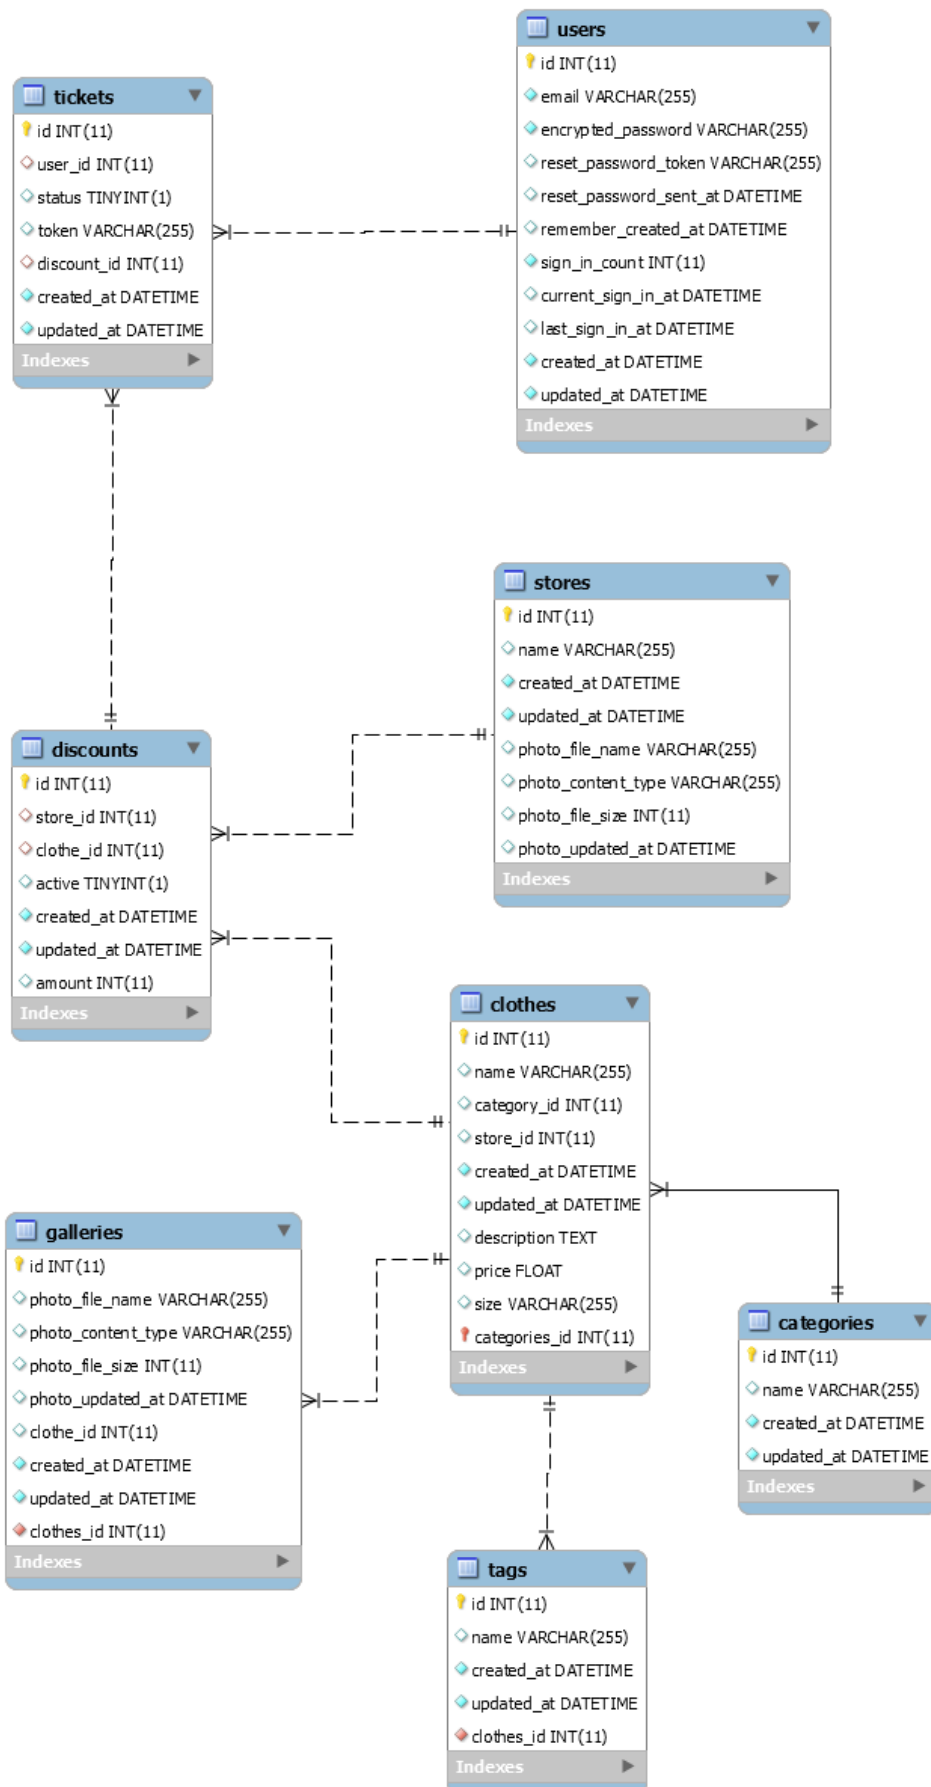 users
id INT(11)
email VARCHAR(255)
encrypted_password VARCHAR(255)
reset_password_token VARCHAR(255)
reset_password_sent_at DATETIME
remember_created_at DATETIME
sign_in_count INT(11)
current_sign_in_at DATETIME
last_sign_in_at DATETIME
created_at DATETIME
updated_at DATETIME
Indexes
tickets
id INT(11)
user_id INT(11)
status TINYINT(1)
token VARCHAR(255)
discount_id INT(11)
created_at DATETIME
updated_at DATETIME
Indexes
stores
id INT(11)
name VARCHAR(255)
created_at DATETIME
updated_at DATETIME
photo_file_name VARCHAR(255)
photo_content_type VARCHAR(255)
photo_file_size INT(11)
photo_updated_at DATETIME
Indexes
discounts
id INT(11)
store_id INT(11)
clothe_id INT(11)
active TINYINT(1)
created_at DATETIME
updated_at DATETIME
amount INT(11)
Indexes
clothes
id INT(11)
name VARCHAR(255)
category_id INT(11)
store_id INT(11)
created_at DATETIME
updated_at DATETIME
description TEXT
price FLOAT
size VARCHAR(255)
categories_id INT(11)
Indexes
galleries
id INT(11)
photo_file_name VARCHAR(255)
photo_content_type VARCHAR(255)
photo_file_size INT(11)
photo_updated_at DATETIME
clothe_id INT(11)
created_at DATETIME
updated_at DATETIME
clothes_id INT(11)
Indexes
categories
id INT(11)
name VARCHAR(255)
created_at DATETIME
updated_at DATETIME
Indexes
tags
id INT(11)
name VARCHAR(255)
created_at DATETIME
updated_at DATETIME
clothes_id INT(11)
Indexes